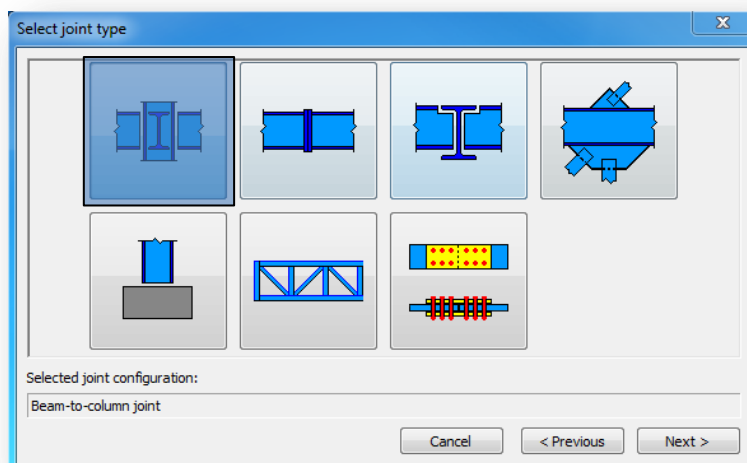 Select joint type
Selected joint configuration:
Beam-to-column joint
Cancel
< Previous
Next >